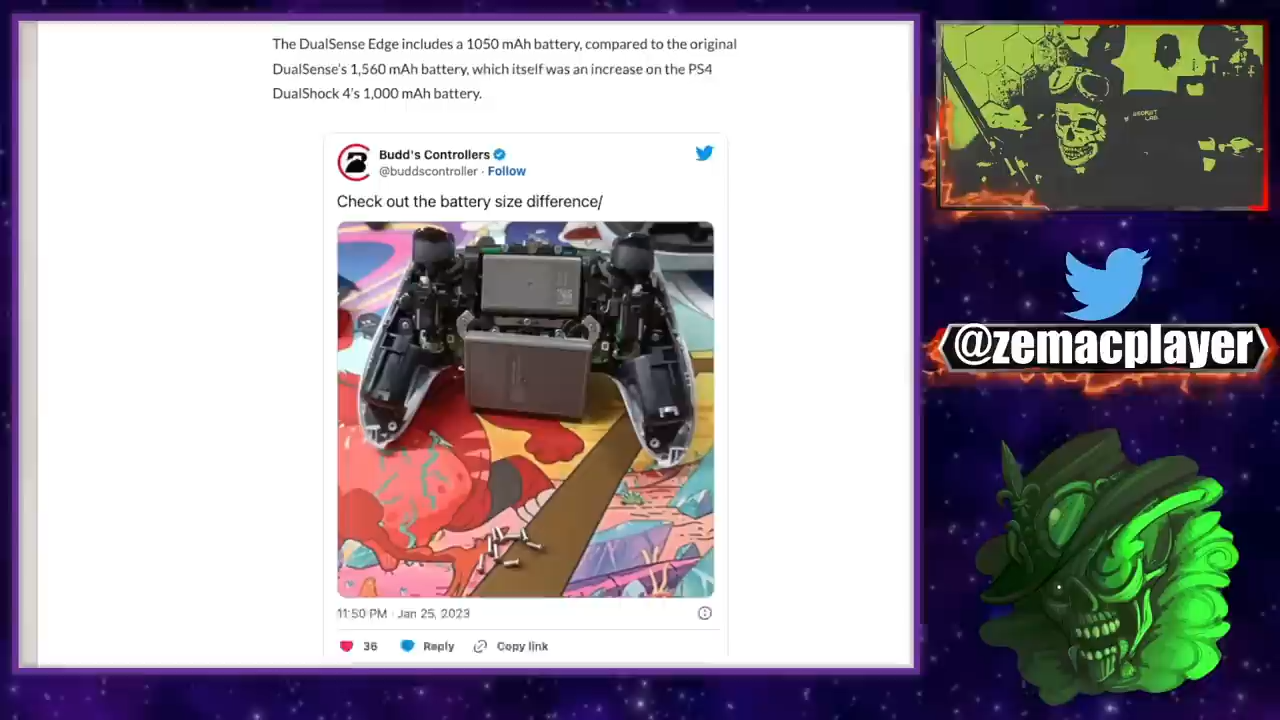 The DualSense Edge includes a 1050 mAh battery, compared to the original
DualSense's 1,560 mAh battery, which itself was an increase on the PS4
DualShock 4's 1,000 mAh battery.
Budd's Controllers
@buddscontroller · Follow
Check out the battery size difference/
11:50 PM · Jan 25, 2023
36 Reply Copy link
SECRET
LAB
@zemacplayer